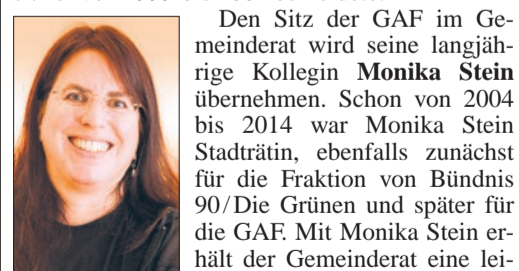 Den Sitz der GAF im Ge-
meinderat wird seine langjäh-
rige Kollegin Monika Stein
übernehmen. Schon von 2004
bis 2014 war Monika Stein
Stadträtin, ebenfalls zunächst
für die Fraktion von Bündnis
90/Die Grünen und später für
die GAF. Mit Monika Stein er-
hält der Gemeinderat eine lei-